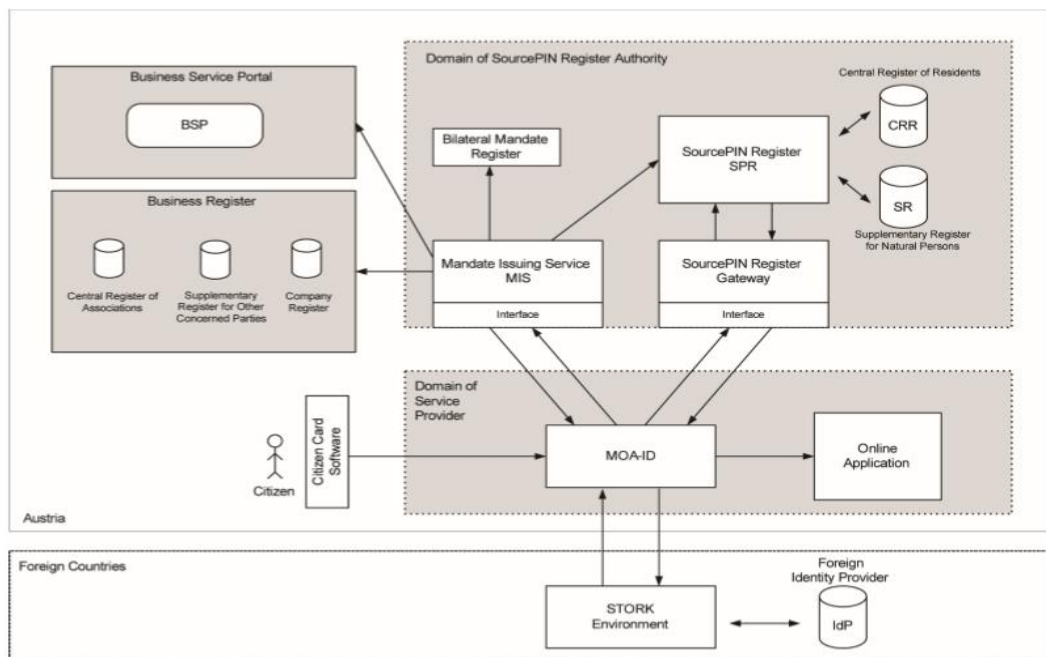 Business Service Portal
BSP
Business Register
Central Register of
Associations
Supplementary
Register for Other
Concerned Parties
Company
Register
Domain of SourcePIN Register Authority
Bilateral Mandate
Register
SourcePIN Register
SPR
Central Register of Residents
CRR
SR
Supplementary Register
for Natural Persons
Mandate Issuing Service
MIS
Interface
SourcePIN Register
Gateway
Interface
Domain of
Service
Provider
Citizen
Citizen Card
Software
MOA-ID
Online
Application
Austria
Foreign Countries
STORK
Environment
Foreign
Identity Provider
IdP